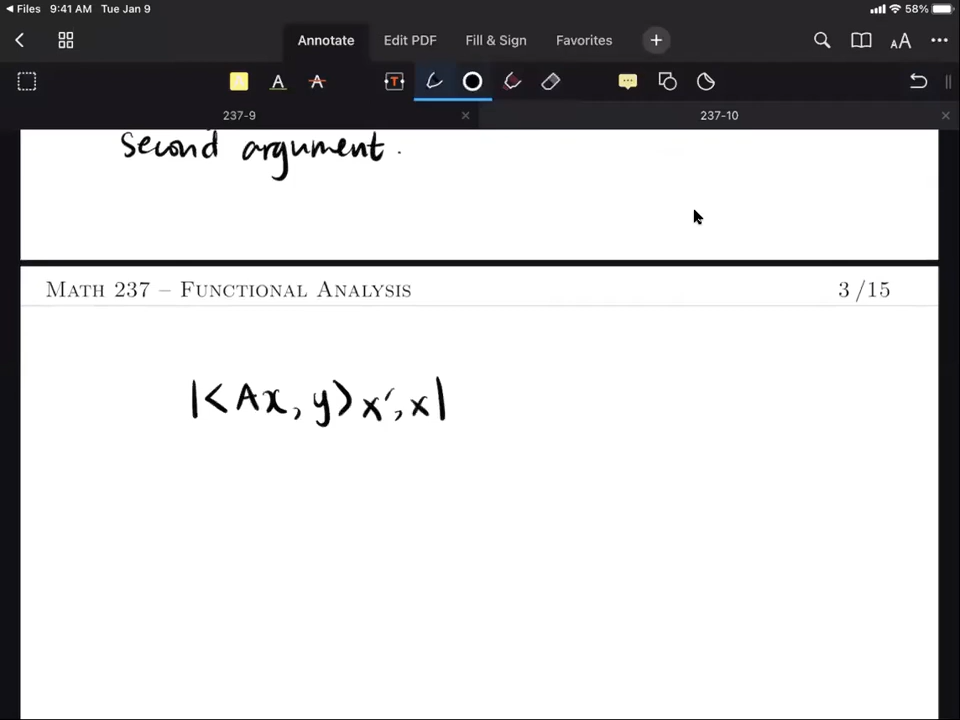 Files 9:41 AM Tue Jan 9 58%
Annotate Edit PDF Fill & Sign Favorites
237-9 237-10
Second argument.
MATH 237 – FUNCTIONAL ANALYSIS 3 /15
|<Ax, y>x′,x|